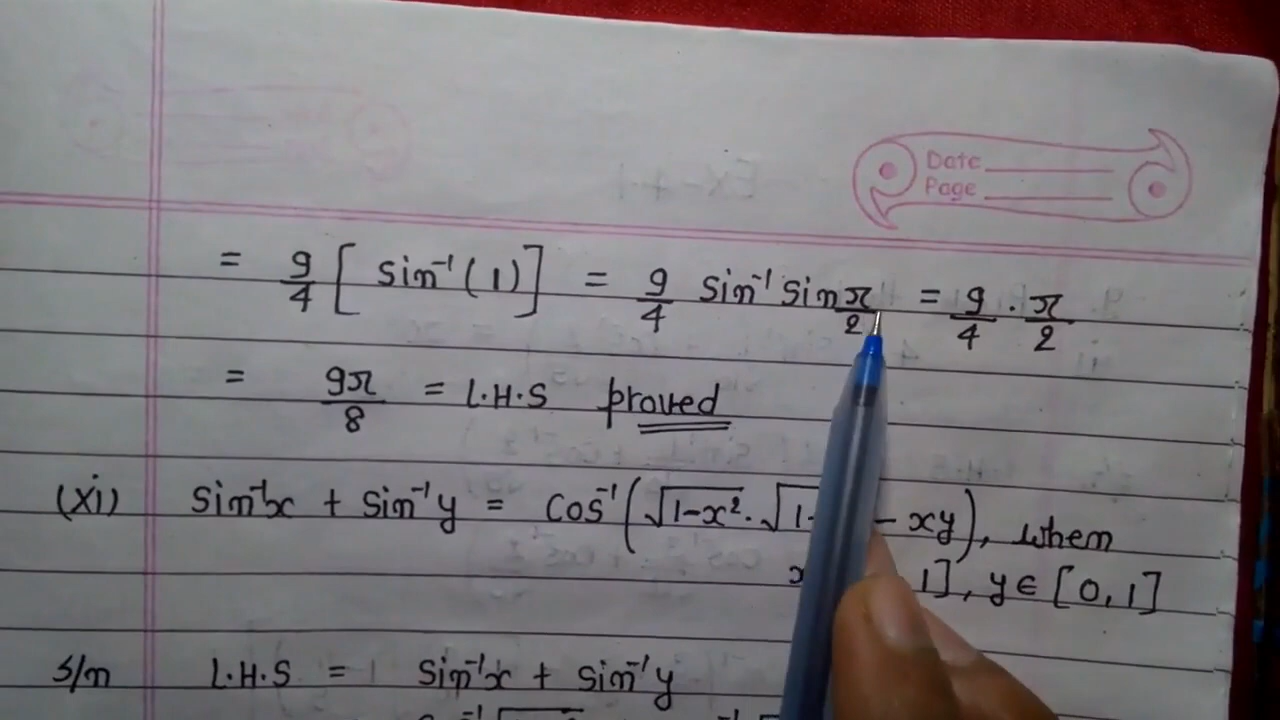 Date
Page
= 9/4 [ sin⁻¹(1) ] = 9/4 sin⁻¹ sin π/2 = 9/4 · π/2
= 9π/8 = L.H.S proved
(xi) sin⁻¹x + sin⁻¹y = cos⁻¹(√1-x² · √1- - xy), when
x 1], y ∈ [0, 1]
s/n L.H.S = sin⁻¹x + sin⁻¹y